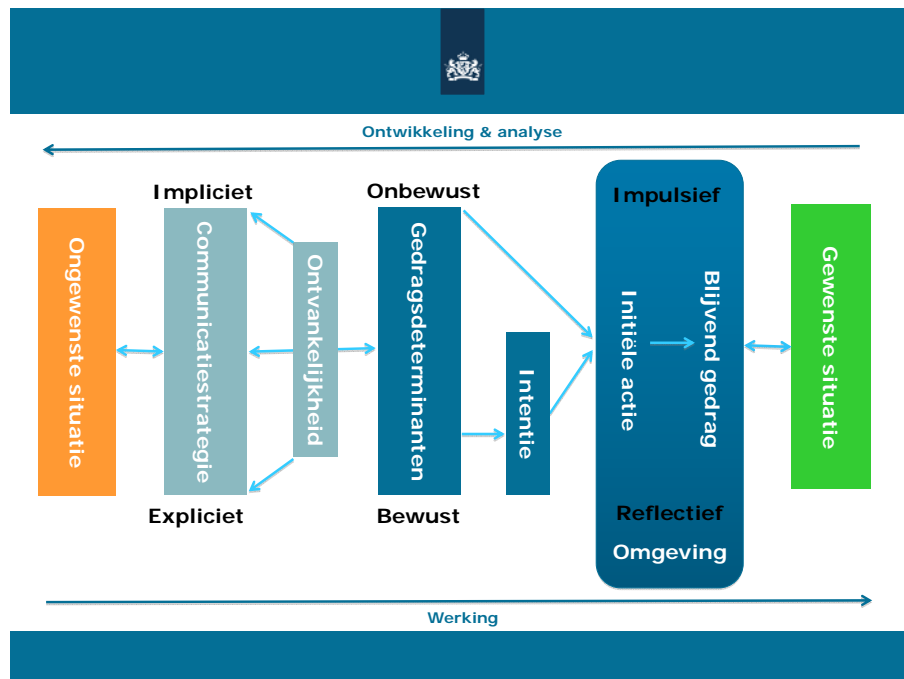 Ontwikkeling & analyse
Impliciet
Onbewust
Impulsief
Ongewenste situatie
Communicatiestrategie
Ontvankelijkheid
Gedragsdeterminanten
Intentie
Initiële actie
Blijvend gedrag
Gewenste situatie
Expliciet
Bewust
Reflectief
Omgeving
Werking